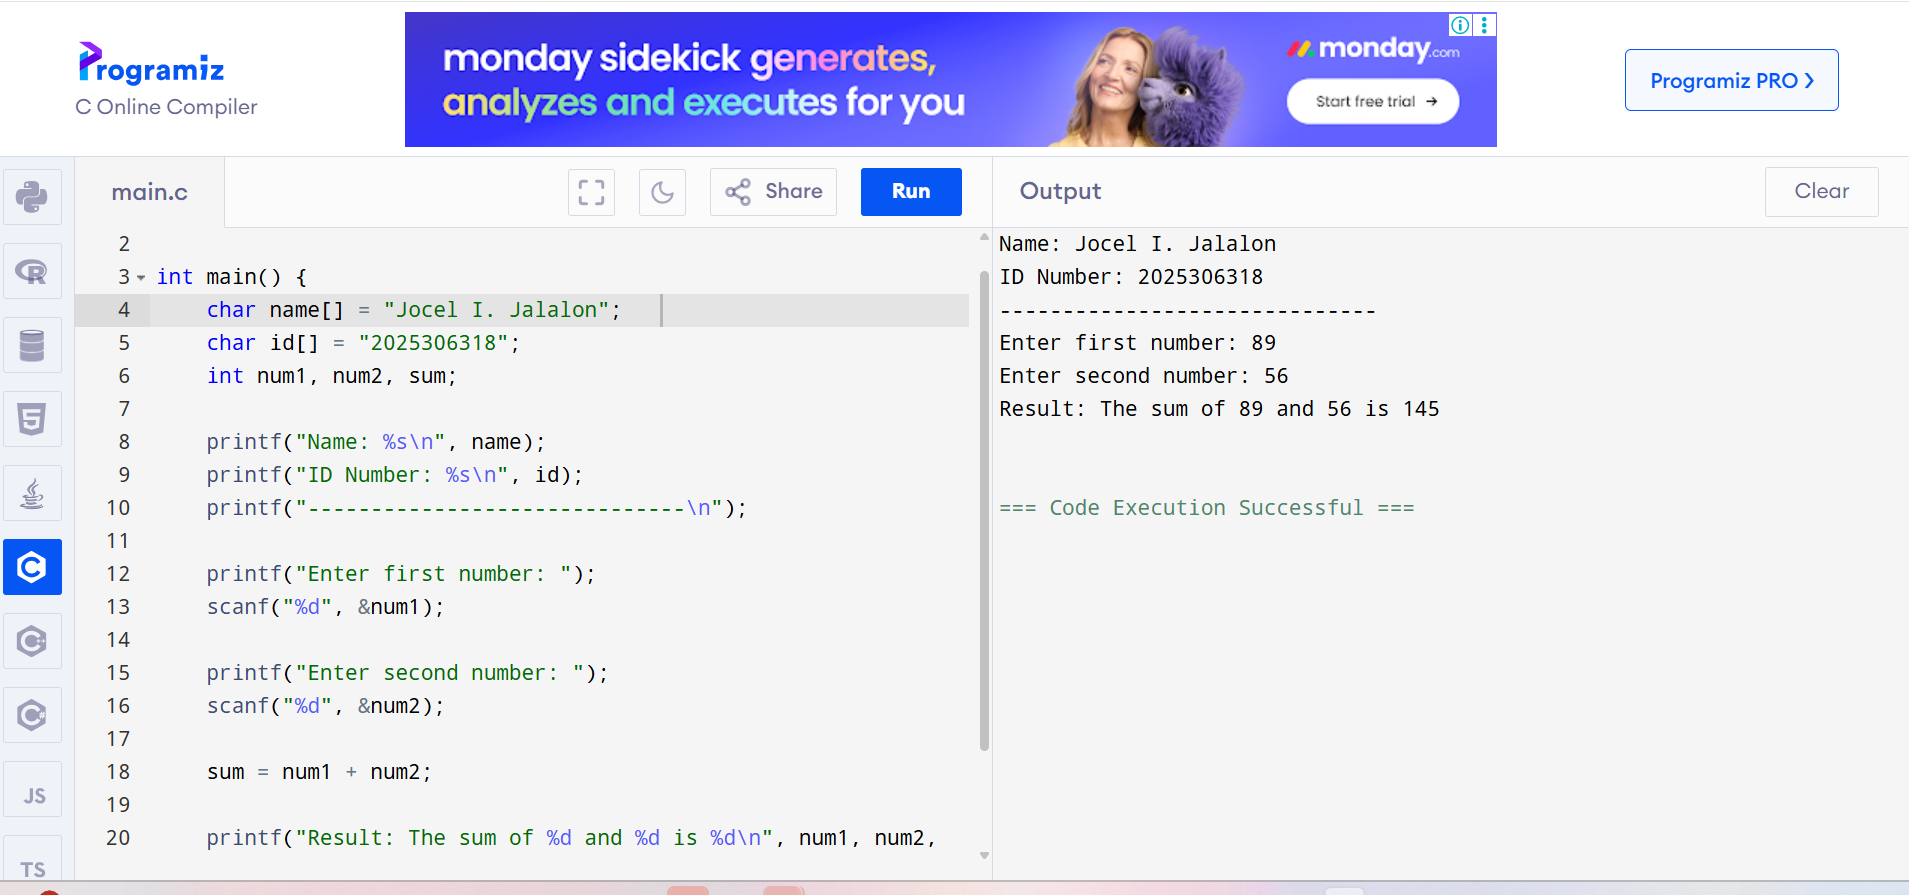 Programiz
C Online Compiler
monday sidekick generates,
analyzes and executes for you
monday.com
Start free trial →
Programiz PRO ❯
main.c
Share
Run
Output
Clear
2
3 int main() {
4     char name[] = "Jocel I. Jalalon";
5     char id[] = "2025306318";
6     int num1, num2, sum;
7
8     printf("Name: %s\n", name);
9     printf("ID Number: %s\n", id);
10     printf("------------------------------\n");
11
12     printf("Enter first number: ");
13     scanf("%d", &num1);
14
15     printf("Enter second number: ");
16     scanf("%d", &num2);
17
18     sum = num1 + num2;
19
20     printf("Result: The sum of %d and %d is %d\n", num1, num2,
Name: Jocel I. Jalalon
ID Number: 2025306318
------------------------------
Enter first number: 89
Enter second number: 56
Result: The sum of 89 and 56 is 145
=== Code Execution Successful ===
JS
TS